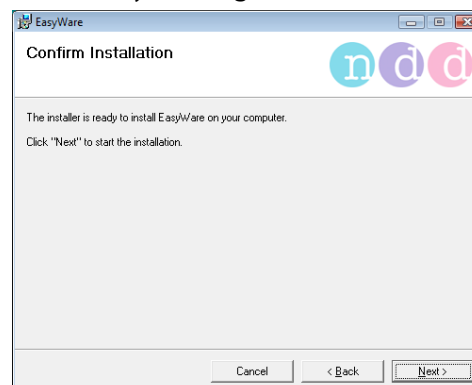 EasyWare
Confirm Installation
ndd
The installer is ready to install EasyWare on your computer.
Click "Next" to start the installation.
Cancel
< Back
Next >